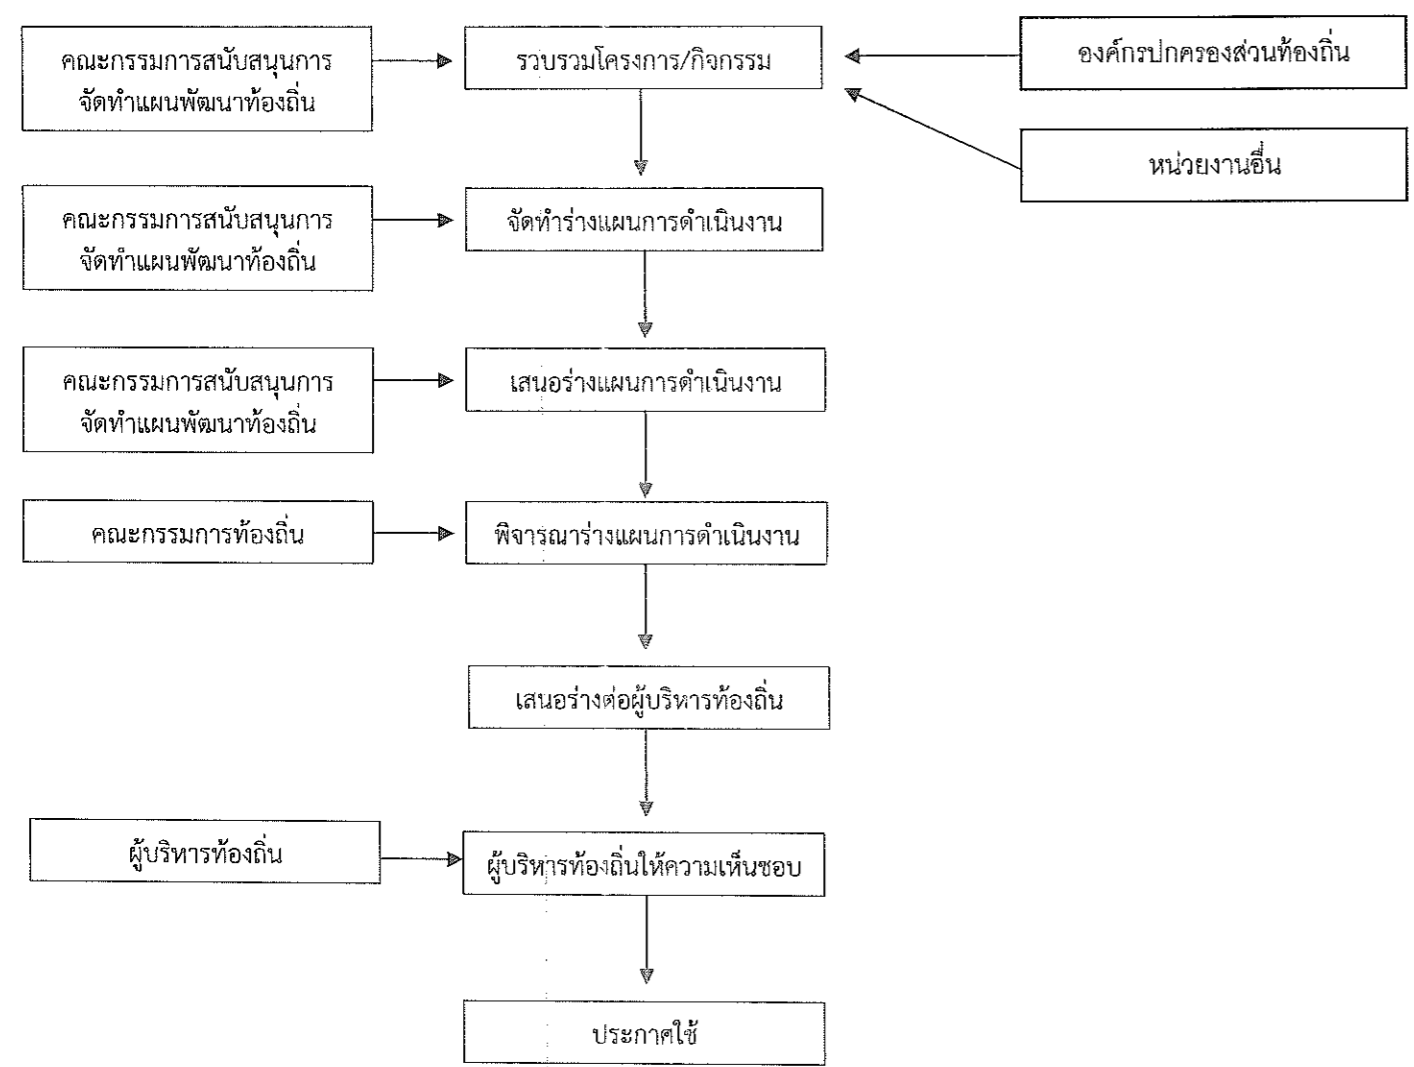 คณะกรรมการสนับสนุนการ
จัดทำแผนพัฒนาท้องถิ่น
รวบรวมโครงการ/กิจกรรม
องค์กรปกครองส่วนท้องถิ่น
หน่วยงานอื่น
คณะกรรมการสนับสนุนการ
จัดทำแผนพัฒนาท้องถิ่น
จัดทำร่างแผนการดำเนินงาน
คณะกรรมการสนับสนุนการ
จัดทำแผนพัฒนาท้องถิ่น
เสนอร่างแผนการดำเนินงาน
คณะกรรมการท้องถิ่น
พิจารณาร่างแผนการดำเนินงาน
เสนอร่างต่อผู้บริหารท้องถิ่น
ผู้บริหารท้องถิ่น
ผู้บริหารท้องถิ่นให้ความเห็นชอบ
ประกาศใช้